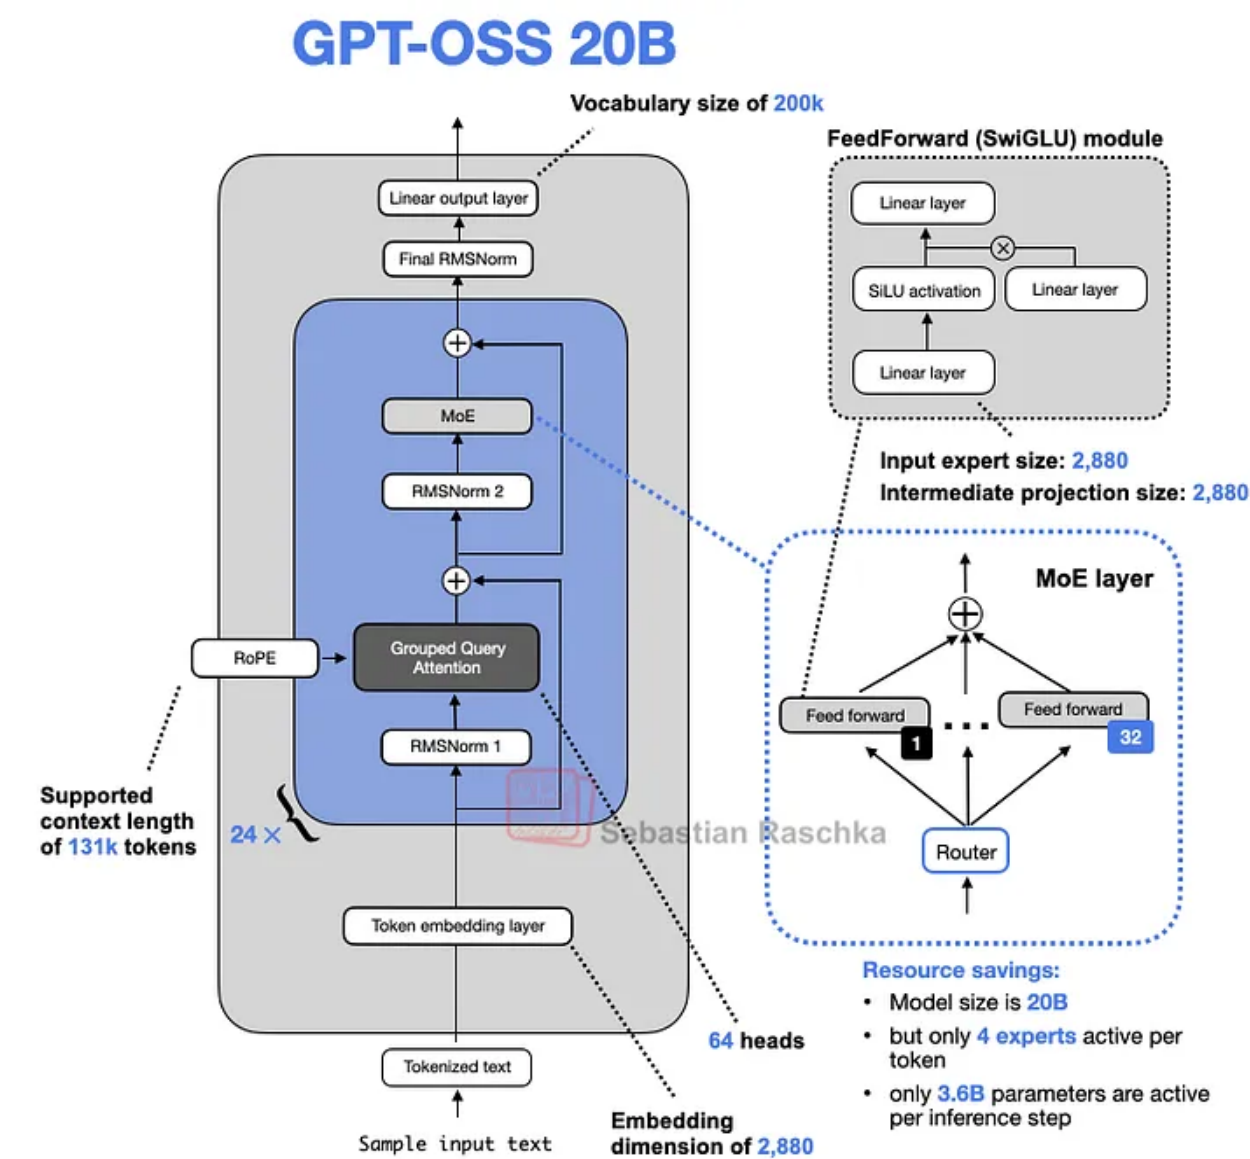 GPT-OSS 20B
Vocabulary size of 200k
FeedForward (SwiGLU) module
Linear layer
SiLU activation
Linear layer
Linear layer
Input expert size: 2,880
Intermediate projection size: 2,880
Linear output layer
Final RMSNorm
MoE
RMSNorm 2
Grouped Query
Attention
RoPE
RMSNorm 1
Supported
context length
of 131k tokens
24 ×
Sebastian Raschka
Token embedding layer
Tokenized text
Sample input text
64 heads
Embedding
dimension of 2,880
MoE layer
Feed forward
1
...
Feed forward
32
Router
Resource savings:
• Model size is 20B
• but only 4 experts active per
token
• only 3.6B parameters are active
per inference step